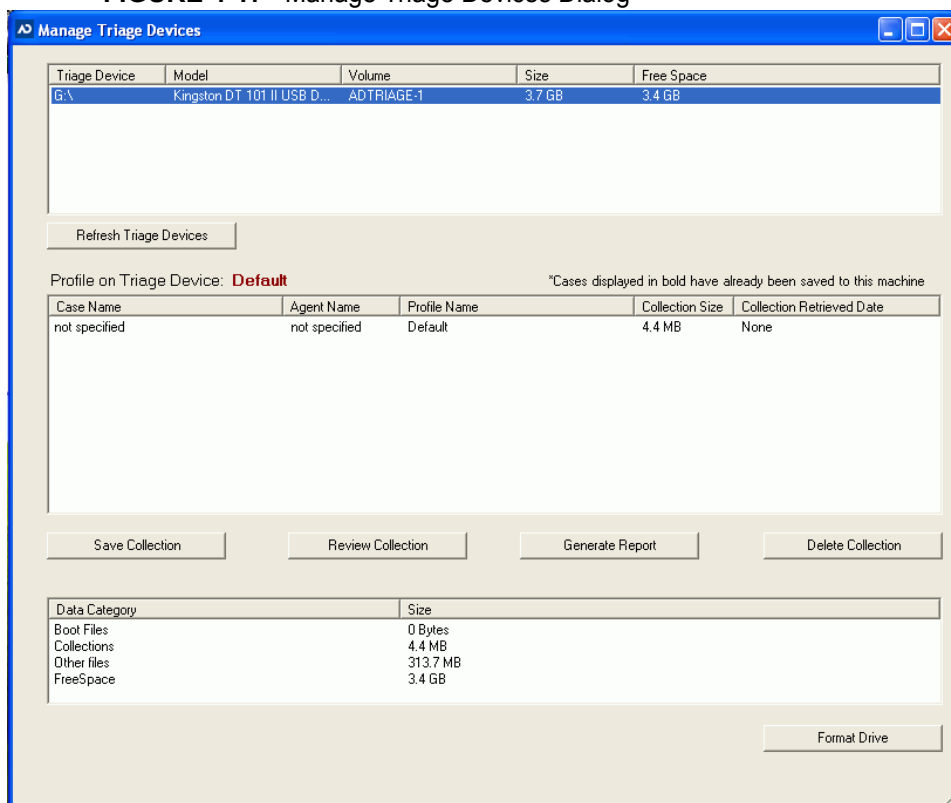 Manage Triage Devices Dialog
Manage Triage Devices
Triage Device Model Volume Size Free Space
G:\ Kingston DT 101 II USB D... ADTRIAGE-1 3.7 GB 3.4 GB
Refresh Triage Devices
Profile on Triage Device: Default *Cases displayed in bold have already been saved to this machine
Case Name Agent Name Profile Name Collection Size Collection Retrieved Date
not specified not specified Default 4.4 MB None
Save Collection Review Collection Generate Report Delete Collection
Data Category Size
Boot Files 0 Bytes
Collections 4.4 MB
Other files 313.7 MB
FreeSpace 3.4 GB
Format Drive